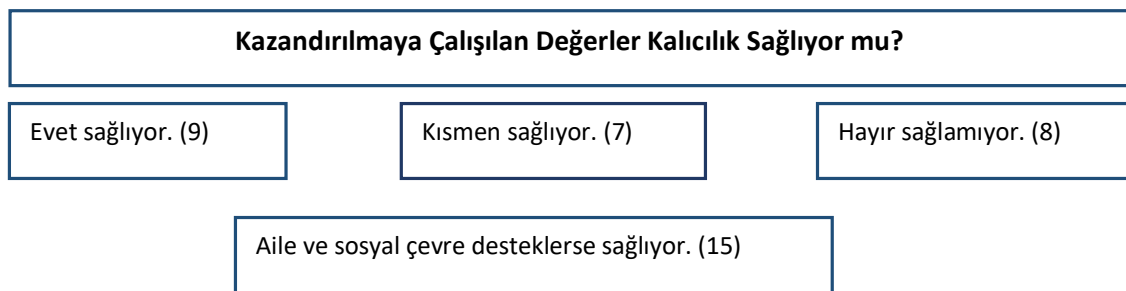 Kazandırılmaya Çalışılan Değerler Kalıcılık Sağlıyor mu?
Evet sağlıyor. (9)
Kısmen sağlıyor. (7)
Hayır sağlamıyor. (8)
Aile ve sosyal çevre desteklerse sağlıyor. (15)